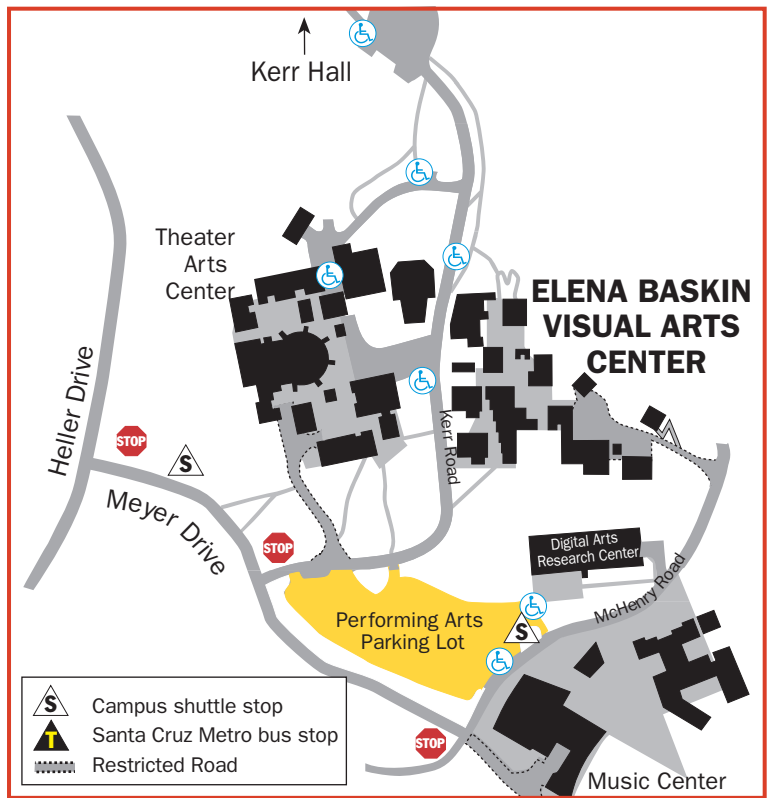 Kerr Hall
Theater
Arts
Center
ELENA BASKIN
VISUAL ARTS
CENTER
Heller Drive
STOP
S
Kerr Road
Meyer Drive
STOP
Digital Arts
Research Center
McHenry Road
Performing Arts
Parking Lot
S
STOP
Music Center
S
Campus shuttle stop
T
Santa Cruz Metro bus stop
Restricted Road